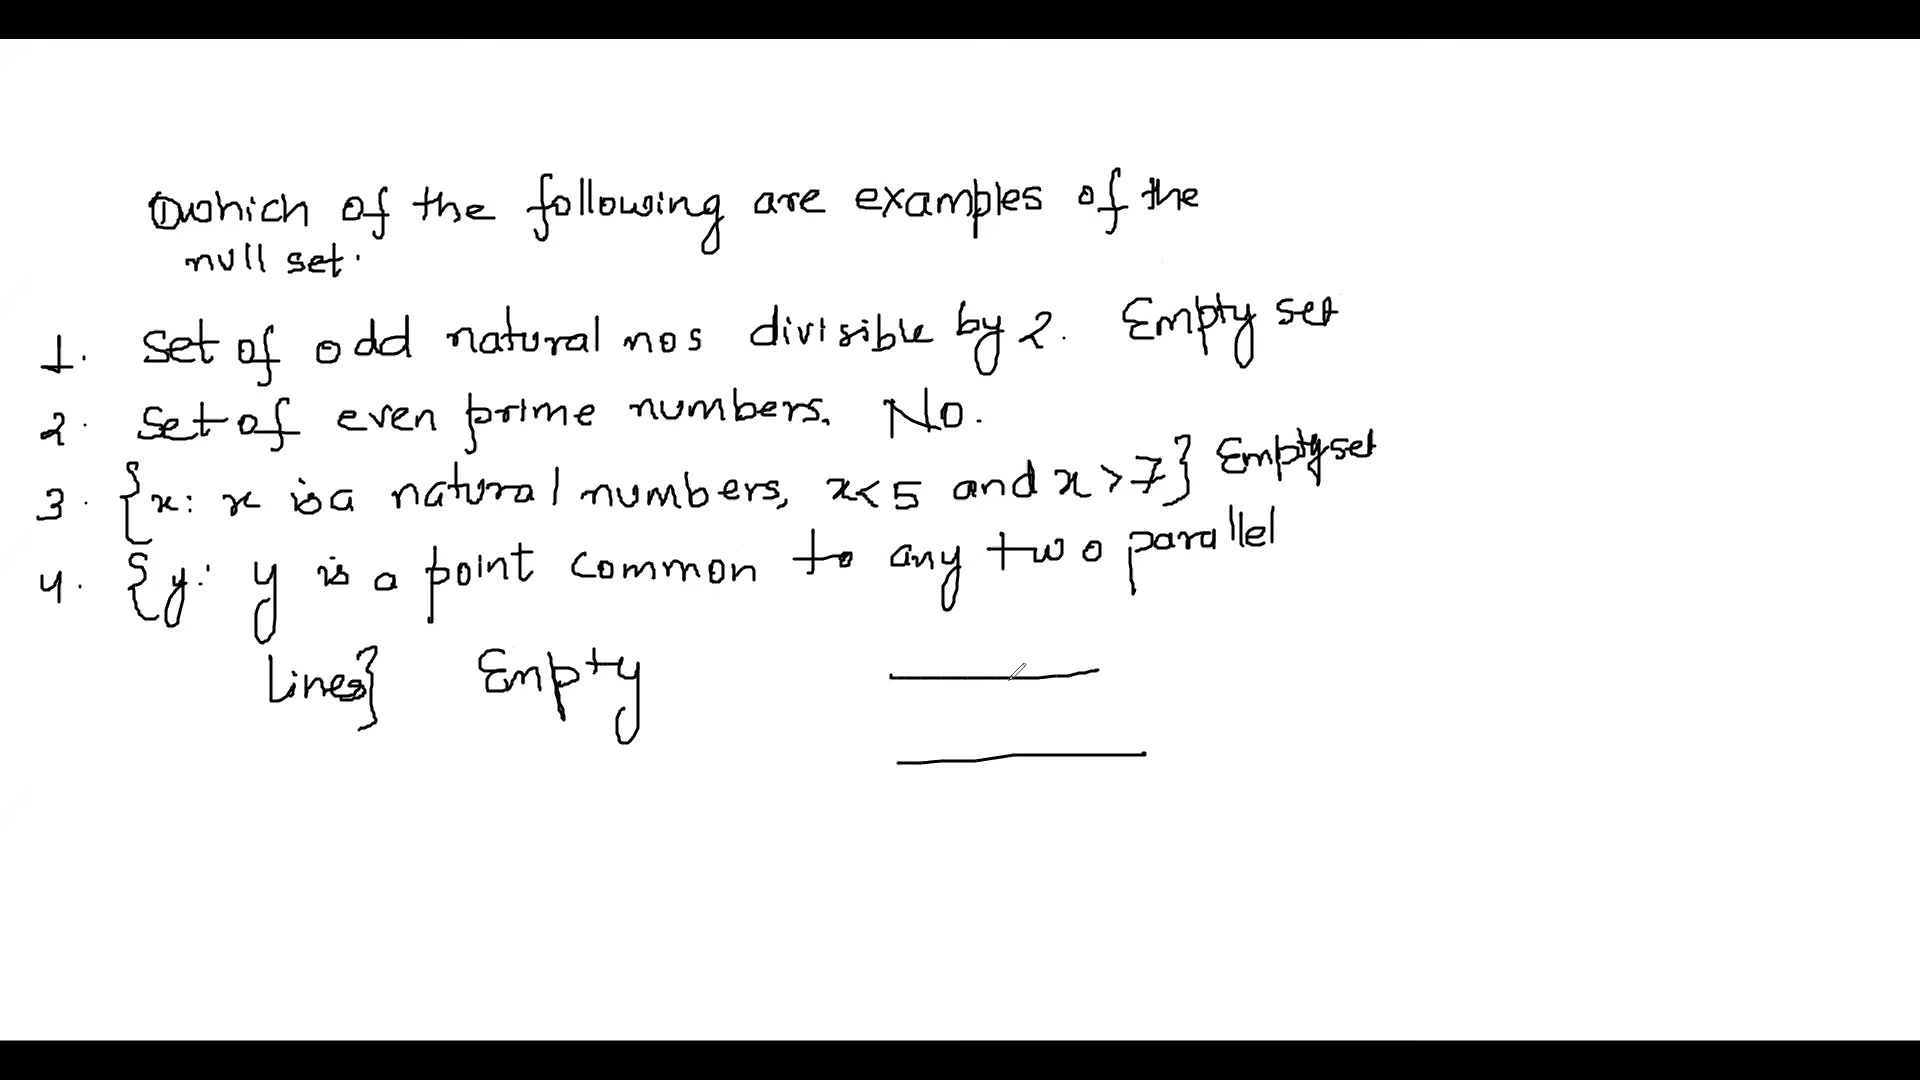 ① which of the following are examples of the
null set.
1. set of odd natural nos divisible by 2. Empty set
2. set of even prime numbers. No.
3. {x: x is a natural numbers, x< 5 and x > 7} Empty set
4. {y: y is a point common to any two parallel
lines} Empty